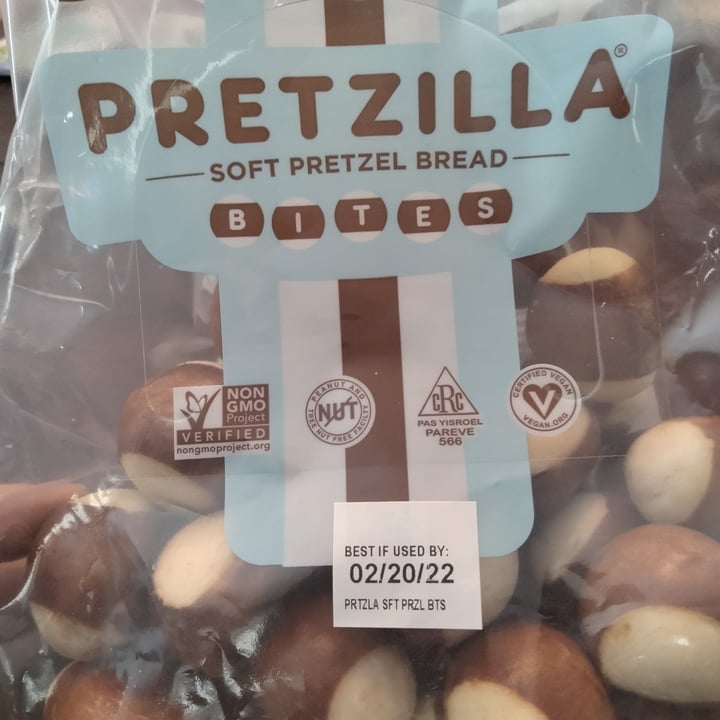 PRETZILLA®
SOFT PRETZEL BREAD
BITES
NON
GMO
Project
VERIFIED
nongmoproject.org
PEANUT AND
NUT
TREE NUT FREE FACILITY
CRC
PAS YISROEL
PAREVE
566
CERTIFIED VEGAN
V
VEGAN.ORG
BEST IF USED BY:
02/20/22
PRTZLA SFT PRZL BTS